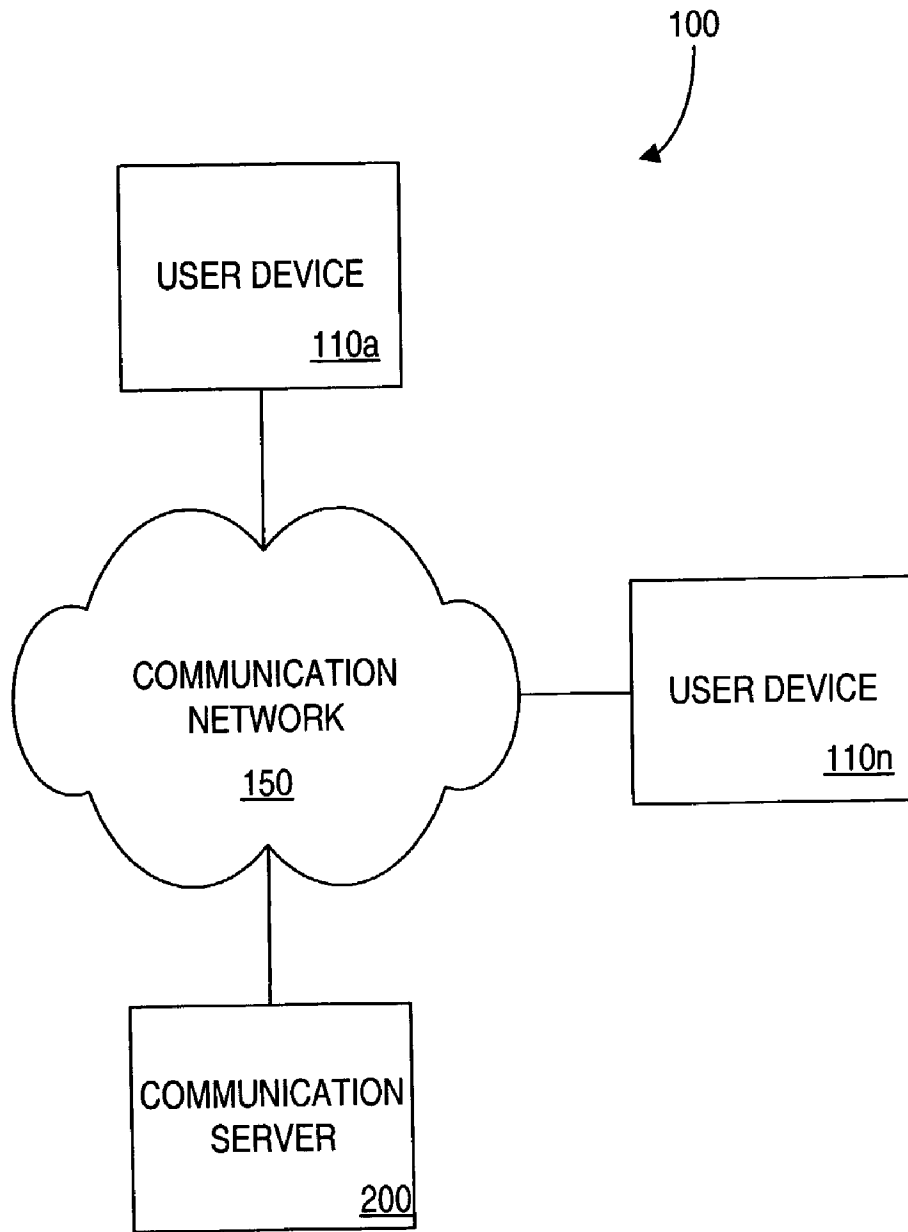 100
USER DEVICE
110a
COMMUNICATION
NETWORK
150
USER DEVICE
110n
COMMUNICATION
SERVER
200